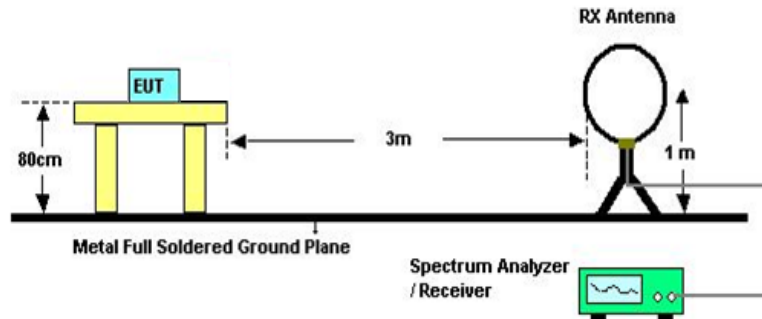 RX Antenna
EUT
3m
80cm
1 m
Metal Full Soldered Ground Plane
Spectrum Analyzer
/ Receiver